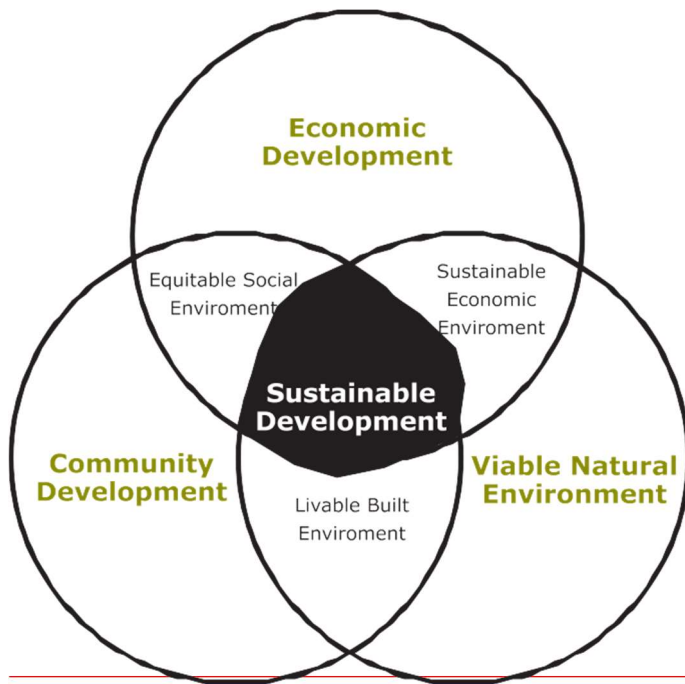 Economic
Development
Equitable Social
Enviroment
Sustainable
Economic
Enviroment
Sustainable
Development
Community
Development
Viable Natural
Environment
Livable Built
Enviroment